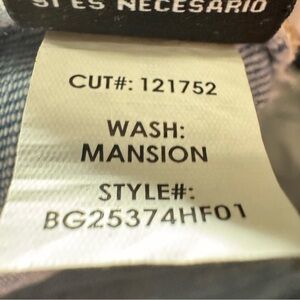 SI ES NECESARIO
CUT#: 121752
WASH:
MANSION
STYLE#:
BG25374HF01